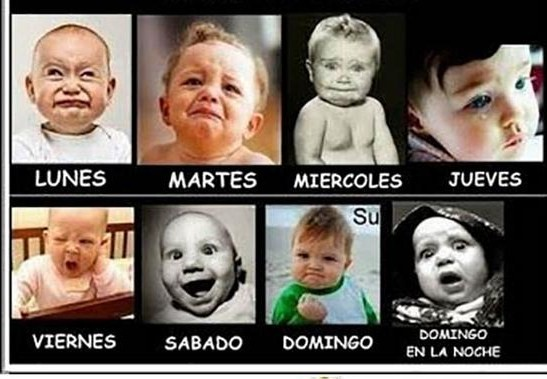 LUNES
MARTES
MIERCOLES
JUEVES
Su
VIERNES
SABADO
DOMINGO
DOMINGO
EN LA NOCHE